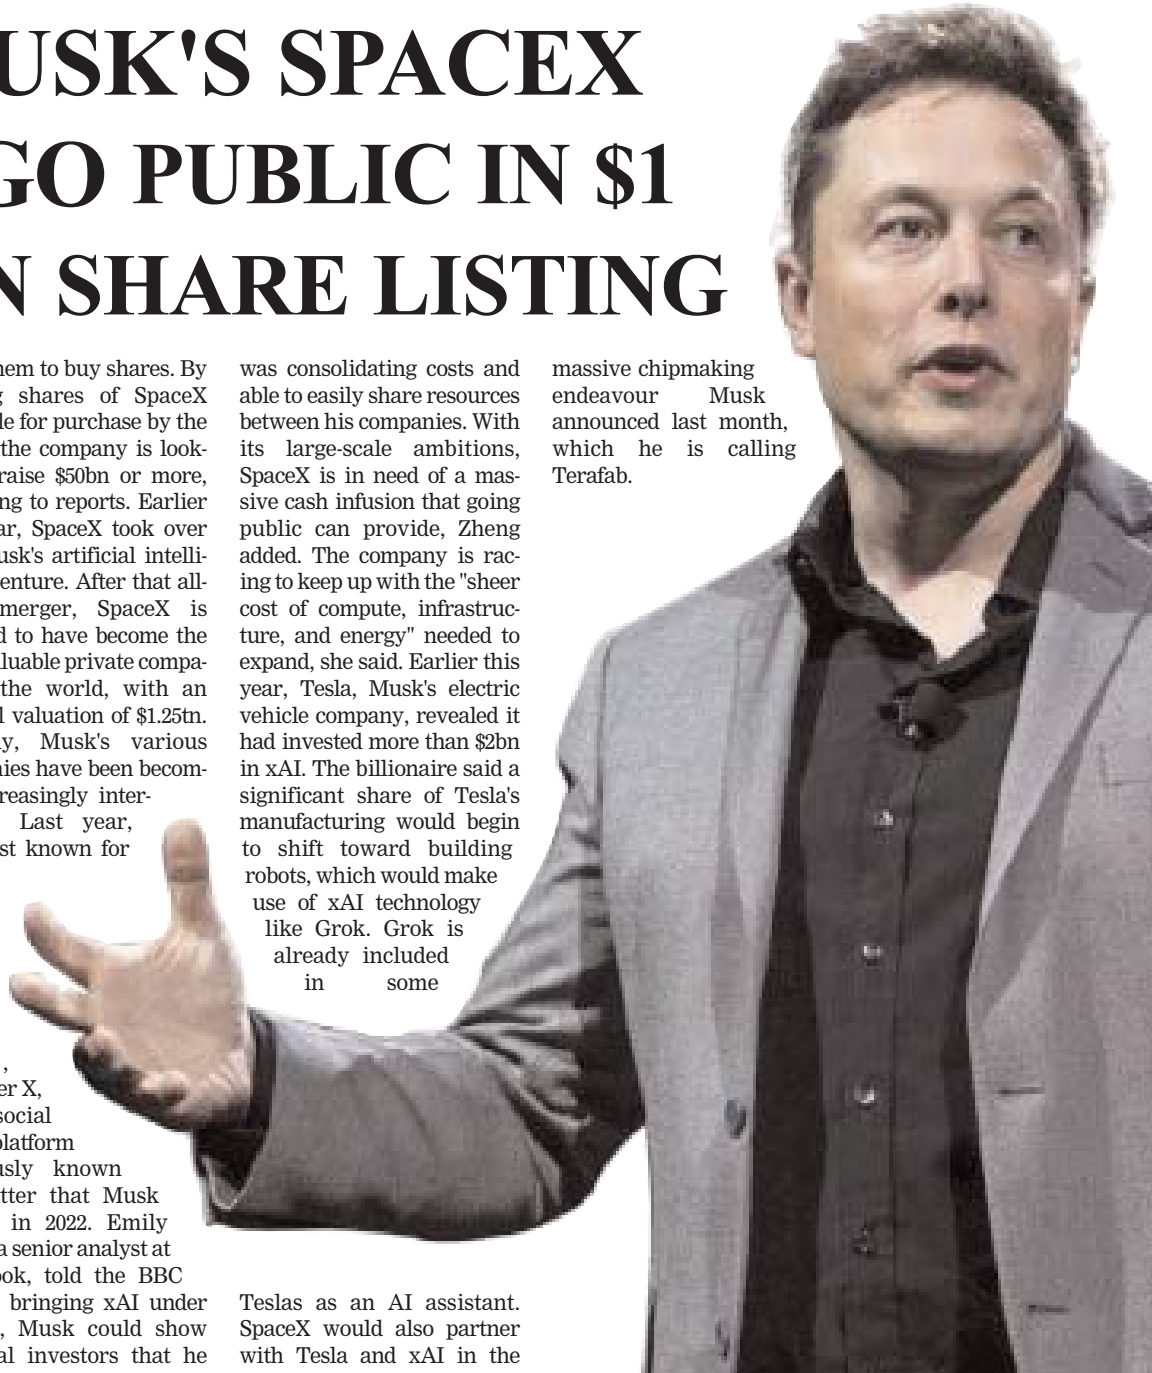 USK'S SPACEX
GO PUBLIC IN $1
N SHARE LISTING
hem to buy shares. By
g shares of SpaceX
le for purchase by the
the company is look-
raise $50bn or more,
ng to reports. Earlier
ar, SpaceX took over
usk's artificial intelli-
enture. After that all-
merger, SpaceX is
d to have become the
luable private compa-
the world, with an
l valuation of $1.25tn.
y, Musk's various
nies have been becom-
reasingly inter-
Last year,
st known for
,
er X,
social
platform
usly known
tter that Musk
in 2022. Emily
a senior analyst at
ok, told the BBC
bringing xAI under
, Musk could show
al investors that he
was consolidating costs and
able to easily share resources
between his companies. With
its large-scale ambitions,
SpaceX is in need of a mas-
sive cash infusion that going
public can provide, Zheng
added. The company is rac-
ing to keep up with the "sheer
cost of compute, infrastruc-
ture, and energy" needed to
expand, she said. Earlier this
year, Tesla, Musk's electric
vehicle company, revealed it
had invested more than $2bn
in xAI. The billionaire said a
significant share of Tesla's
manufacturing would begin
to shift toward building
robots, which would make
use of xAI technology
like Grok. Grok is
already included
in some
Teslas as an AI assistant.
SpaceX would also partner
with Tesla and xAI in the
massive chipmaking
endeavour Musk
announced last month,
which he is calling
Terafab.